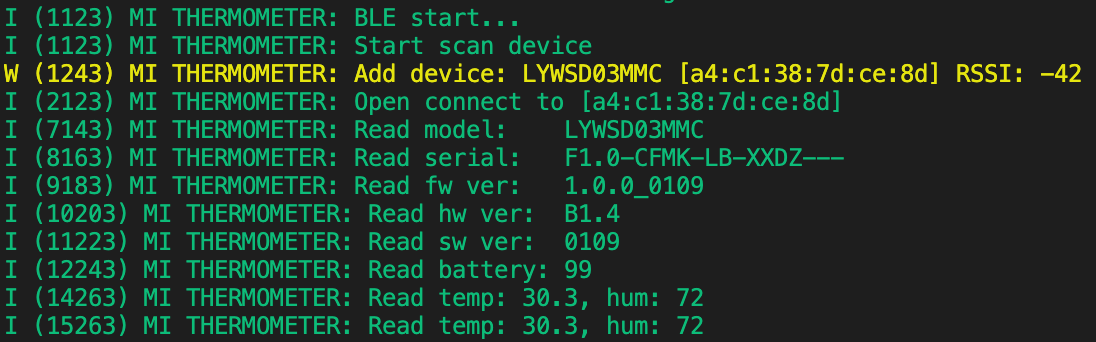 I (1123) MI THERMOMETER: BLE start...
I (1123) MI THERMOMETER: Start scan device
W (1243) MI THERMOMETER: Add device: LYWSD03MMC [a4:c1:38:7d:ce:8d] RSSI: -42
I (2123) MI THERMOMETER: Open connect to [a4:c1:38:7d:ce:8d]
I (7143) MI THERMOMETER: Read model:    LYWSD03MMC
I (8163) MI THERMOMETER: Read serial:   F1.0-CFMK-LB-XXDZ---
I (9183) MI THERMOMETER: Read fw ver:   1.0.0_0109
I (10203) MI THERMOMETER: Read hw ver:  B1.4
I (11223) MI THERMOMETER: Read sw ver:  0109
I (12243) MI THERMOMETER: Read battery: 99
I (14263) MI THERMOMETER: Read temp: 30.3, hum: 72
I (15263) MI THERMOMETER: Read temp: 30.3, hum: 72